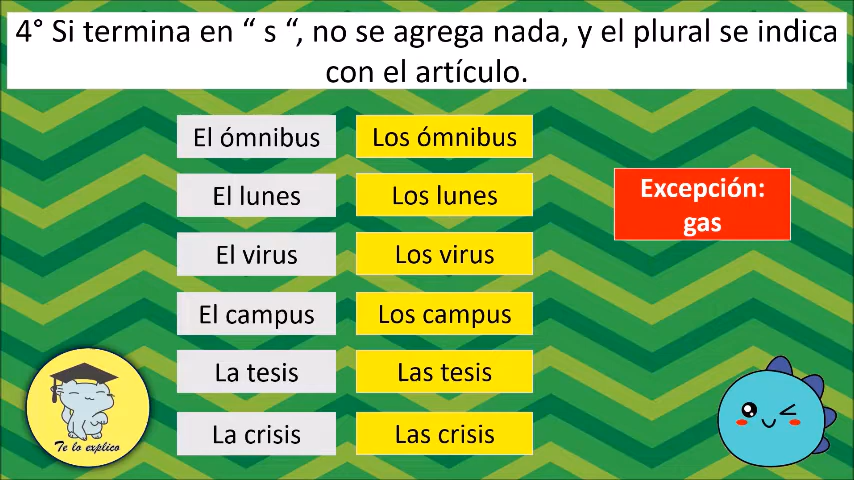 4° Si termina en “ s “, no se agrega nada, y el plural se indica
con el artículo.
El ómnibus
Los ómnibus
El lunes
Los lunes
El virus
Los virus
El campus
Los campus
La tesis
Las tesis
La crisis
Las crisis
Excepción:
gas
Te lo explico